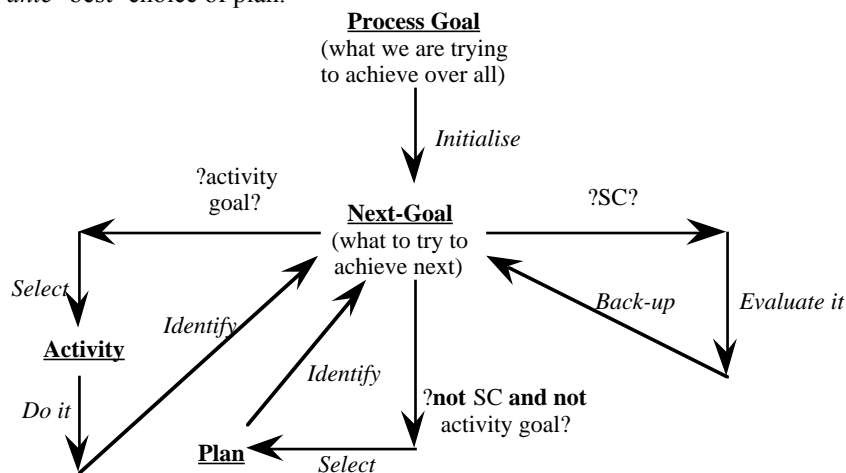 best choice of plan?
Process Goal
(what we are trying
to achieve over all)
Initialise
?activity
goal?
?SC?
Next-Goal
(what to try to
achieve next)
Select
Identify
Back-up
Evaluate it
Activity
Identify
Do it
?not SC and not
activity goal?
Plan
Select